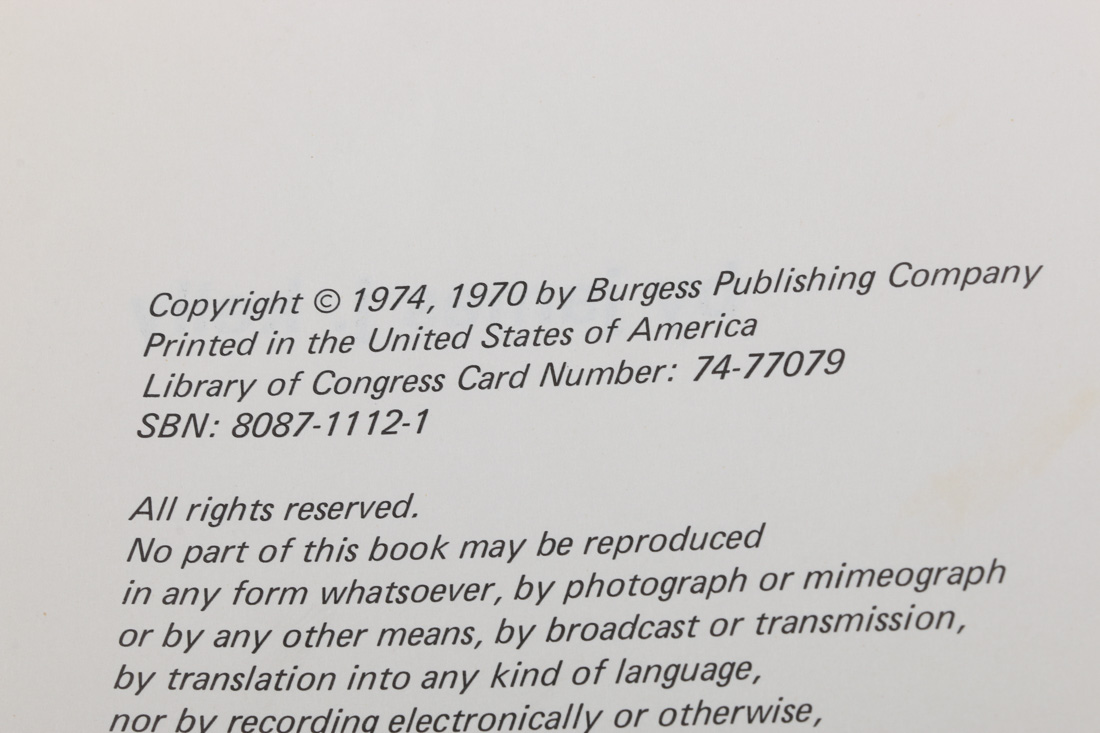 Copyright © 1974, 1970 by Burgess Publishing Company
Printed in the United States of America
Library of Congress Card Number: 74-77079
SBN: 8087-1112-1
All rights reserved.
No part of this book may be reproduced
in any form whatsoever, by photograph or mimeograph
or by any other means, by broadcast or transmission,
by translation into any kind of language,
nor by recording electronically or otherwise,